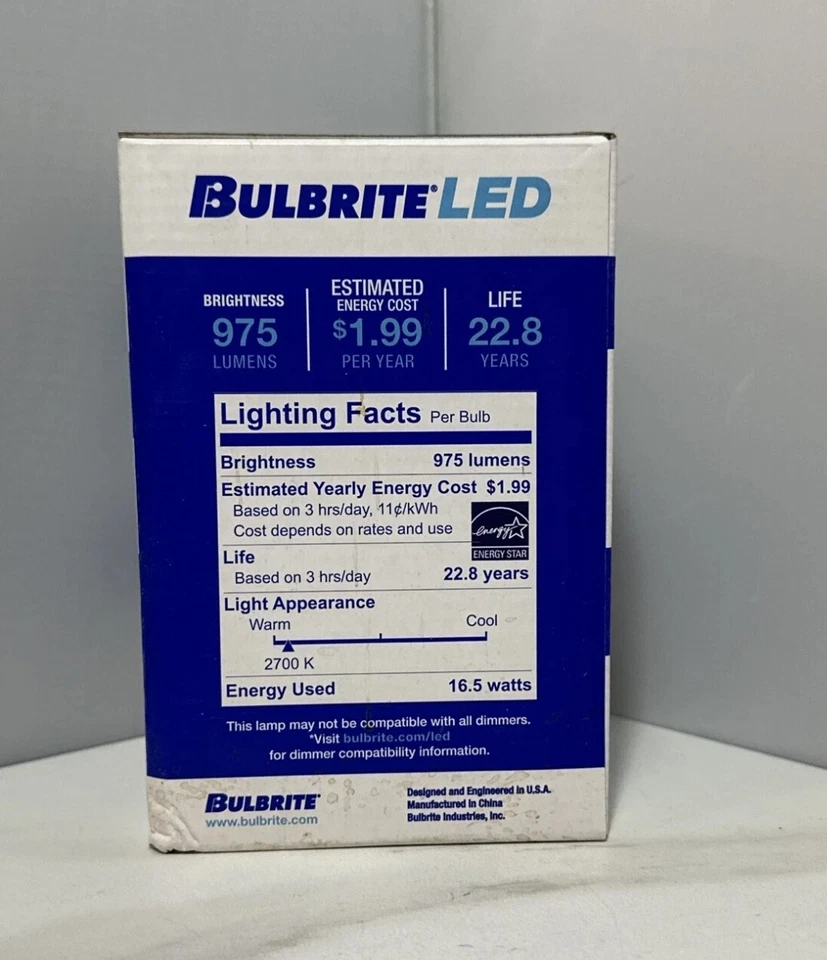 BULBRITE® LED
BRIGHTNESS
975
LUMENS
ESTIMATED
ENERGY COST
$1.99
PER YEAR
LIFE
22.8
YEARS
Lighting Facts Per Bulb
Brightness 975 lumens
Estimated Yearly Energy Cost $1.99
Based on 3 hrs/day, 11¢/kWh
Cost depends on rates and use
energy
ENERGY STAR
Life
Based on 3 hrs/day 22.8 years
Light Appearance
Warm Cool
2700 K
Energy Used 16.5 watts
This lamp may not be compatible with all dimmers.
*Visit bulbrite.com/led
for dimmer compatibility information.
BULBRITE®
www.bulbrite.com
Designed and Engineered in U.S.A.
Manufactured in China
Bulbrite Industries, Inc.